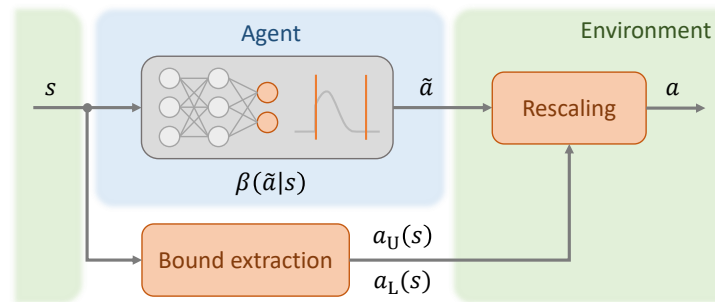 Agent
Environment
s
ã
Rescaling
a
β(ã|s)
Bound extraction
a_U(s)
a_L(s)